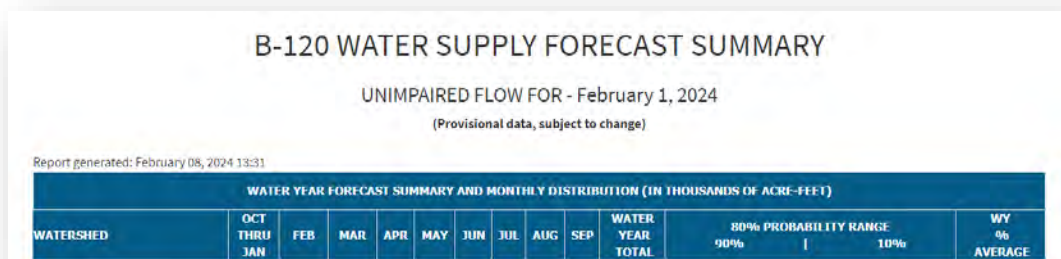 B-120 WATER SUPPLY FORECAST SUMMARY
UNIMPAIRED FLOW FOR - February 1, 2024
(Provisional data, subject to change)
Report generated: February 08, 2024 13:31
WATER YEAR FORECAST SUMMARY AND MONTHLY DISTRIBUTION (IN THOUSANDS OF ACRE-FEET)
WATERSHED OCT THRU JAN FEB MAR APR MAY JUN JUL AUG SEP WATER YEAR TOTAL 80% PROBABILITY RANGE 90% | 10% WY % AVERAGE